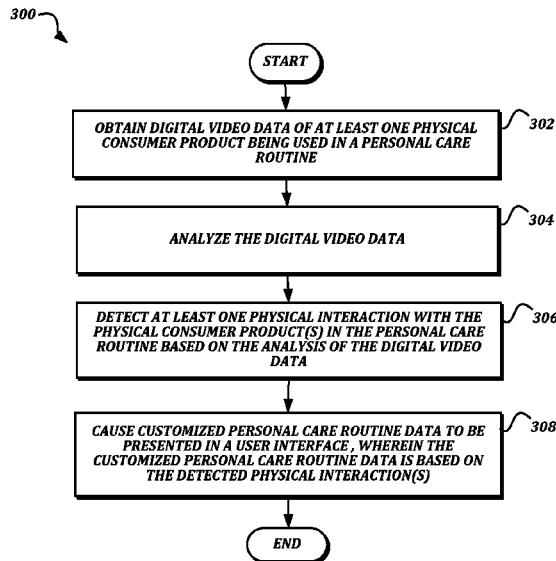 300
START
OBTAIN DIGITAL VIDEO DATA OF AT LEAST ONE PHYSICAL
CONSUMER PRODUCT BEING USED IN A PERSONAL CARE
ROUTINE
302
ANALYZE THE DIGITAL VIDEO DATA
304
DETECT AT LEAST ONE PHYSICAL INTERACTION WITH THE
PHYSICAL CONSUMER PRODUCT(S) IN THE PERSONAL CARE
ROUTINE BASED ON THE ANALYSIS OF THE DIGITAL VIDEO
DATA
306
CAUSE CUSTOMIZED PERSONAL CARE ROUTINE DATA TO BE
PRESENTED IN A USER INTERFACE , WHEREIN THE
CUSTOMIZED PERSONAL CARE ROUTINE DATA IS BASED ON
THE DETECTED PHYSICAL INTERACTION(S)
308
END